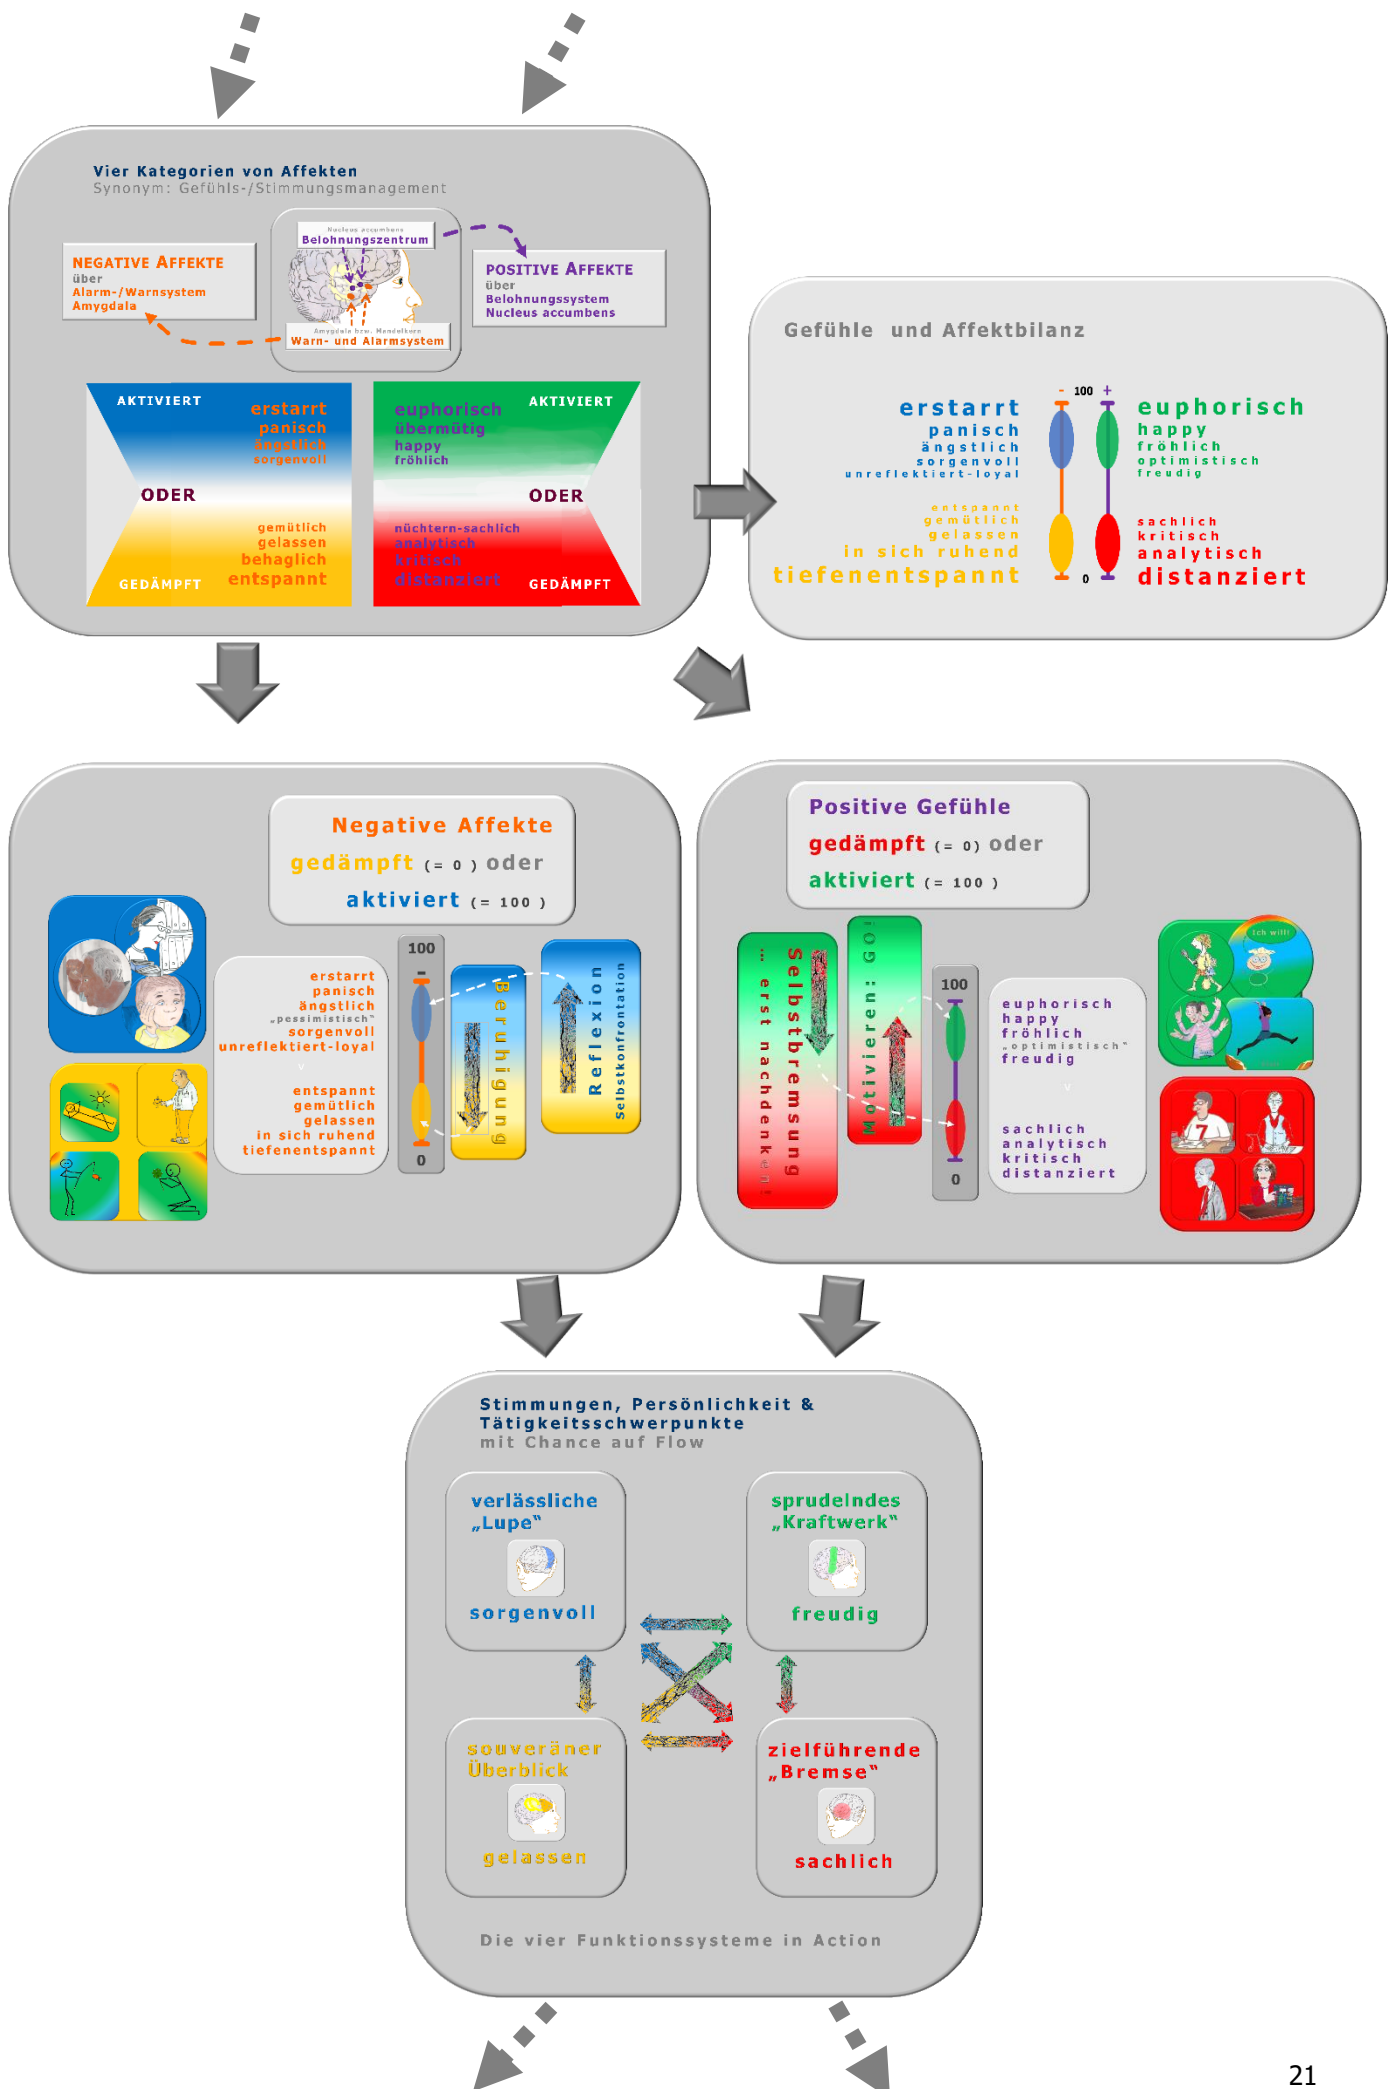 Vier Kategorien von Affekten
Synonym: Gefühls-/Stimmungsmanagement
Nucleus accumbens
Belohnungszentrum
NEGATIVE AFFEKTE
über
Alarm-/Warnsystem
Amygdala
POSITIVE AFFEKTE
über
Belohnungssystem
Nucleus accumbens
Amygdala bzw. Mandelkern
Warn- und Alarmsystem
AKTIVIERT
erstarrt
panisch
ängstlich
sorgenvoll
ODER
gemütlich
gelassen
behaglich
entspannt
GEDÄMPFT
euphorisch
übermütig
happy
fröhlich
AKTIVIERT
ODER
nüchtern-sachlich
analytisch
kritisch
distanziert
GEDÄMPFT
Gefühle und Affektbilanz
- 100 +
erstarrt
panisch
ängstlich
sorgenvoll
unreflektiert-loyal
entspannt
gemütlich
gelassen
in sich ruhend
tiefenentspannt
euphorisch
happy
fröhlich
optimistisch
freudig
sachlich
kritisch
analytisch
distanziert
0
Negative Affekte
gedämpft (= 0 ) oder
aktiviert (= 100 )
erstarrt
panisch
ängstlich
„pessimistisch“
sorgenvoll
unreflektiert-loyal
v
entspannt
gemütlich
gelassen
in sich ruhend
tiefenentspannt
100
-
0
Beruhigung
Reflexion
Selbstkonfrontation
Positive Gefühle
gedämpft (= 0) oder
aktiviert (= 100 )
Selbstbremsung
... erst nachdenken!
Motivieren: GO!
100
0
euphorisch
happy
fröhlich
„optimistisch“
freudig
v
sachlich
analytisch
kritisch
distanziert
Ich will!
7
Stimmungen, Persönlichkeit &
Tätigkeitsschwerpunkte
mit Chance auf Flow
verlässliche
„Lupe“
sorgenvoll
sprudelndes
„Kraftwerk“
freudig
souveräner
Überblick
gelassen
zielführende
„Bremse“
sachlich
Die vier Funktionssysteme in Action
21